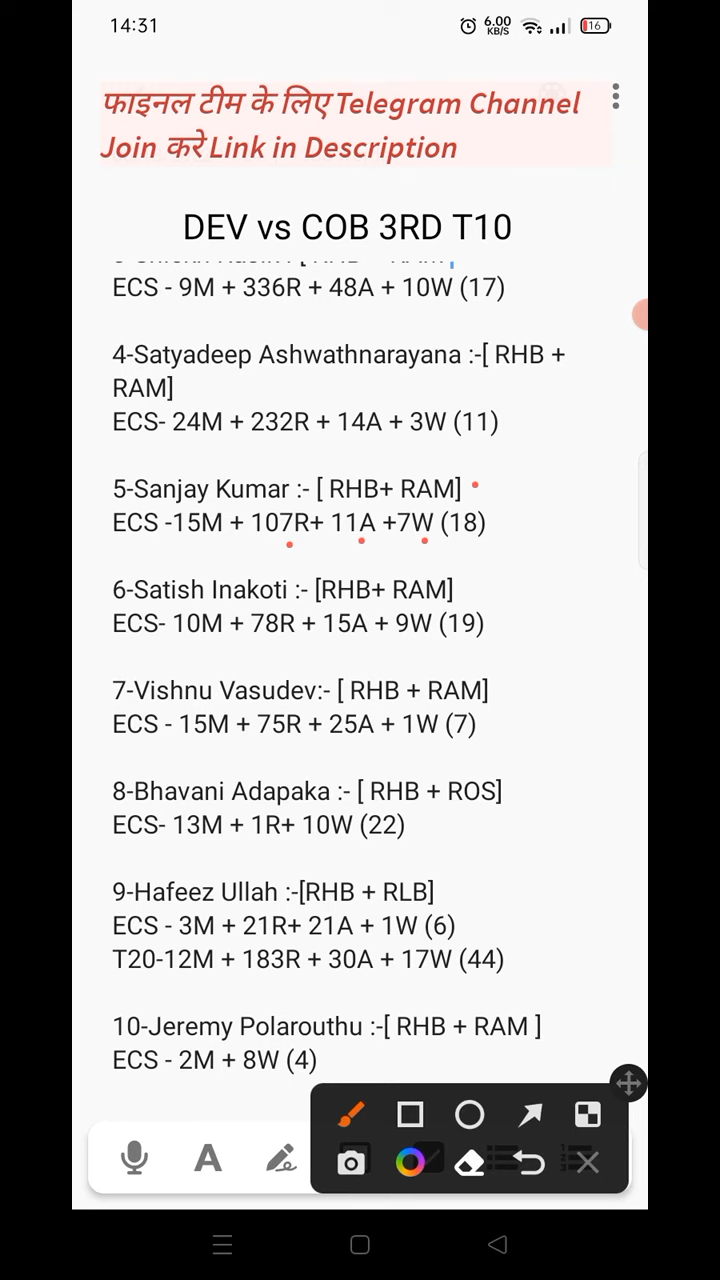 14:31
6.00
KB/S
16
फाइनल टीम के लिए Telegram Channel
Join करे Link in Description
DEV vs COB 3RD T10
ECS - 9M + 336R + 48A + 10W (17)
4-Satyadeep Ashwathnarayana :-[ RHB +
RAM]
ECS- 24M + 232R + 14A + 3W (11)
5-Sanjay Kumar :- [ RHB+ RAM]
ECS -15M + 107R+ 11A +7W (18)
6-Satish Inakoti :- [RHB+ RAM]
ECS- 10M + 78R + 15A + 9W (19)
7-Vishnu Vasudev:- [ RHB + RAM]
ECS - 15M + 75R + 25A + 1W (7)
8-Bhavani Adapaka :- [ RHB + ROS]
ECS- 13M + 1R+ 10W (22)
9-Hafeez Ullah :-[RHB + RLB]
ECS - 3M + 21R+ 21A + 1W (6)
T20-12M + 183R + 30A + 17W (44)
10-Jeremy Polarouthu :-[ RHB + RAM ]
ECS - 2M + 8W (4)
A